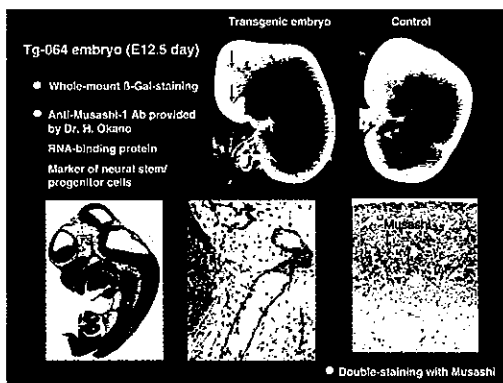 Transgenic embryo
Control
Tg-064 embryo (E12.5 day)
Whole-mount ß-Gal-staining
Anti-Musashi-1 Ab provided
by Dr. H. Okano
RNA-binding protein
Marker of neural stem/
progenitor cells
Musashi
Double-staining with Musashi